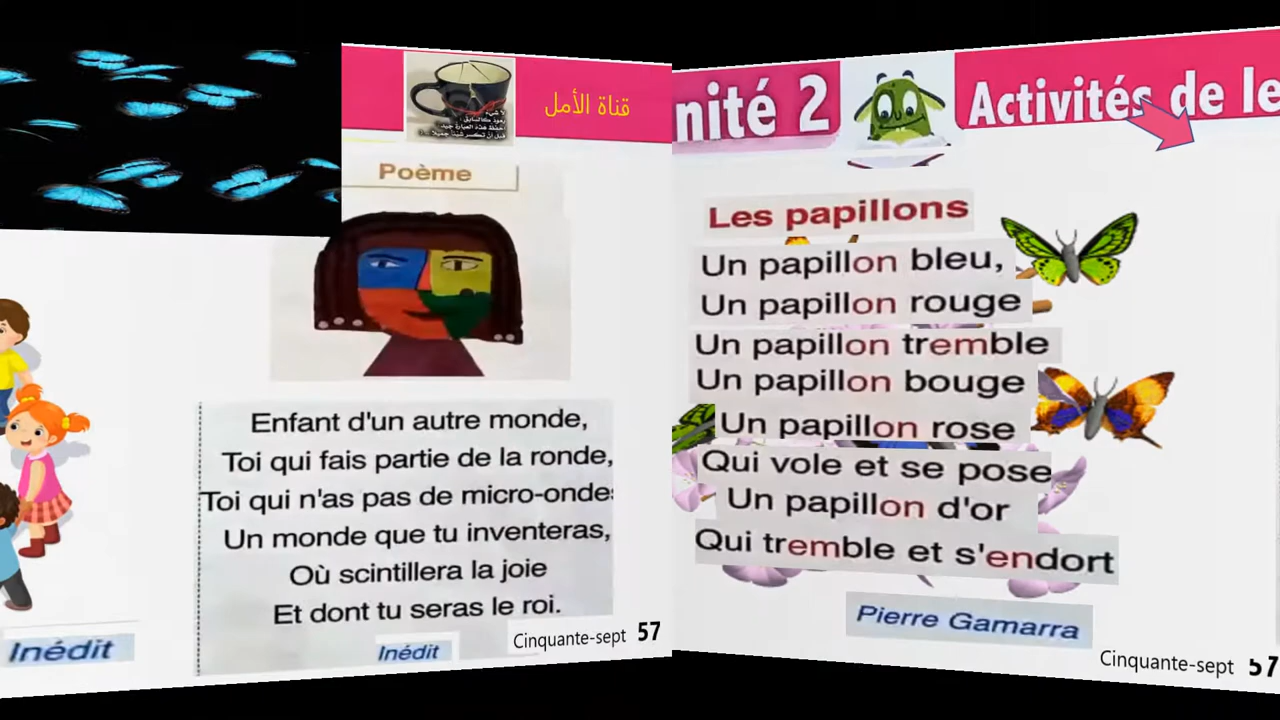 قناة الأمل
Poème
Enfant d'un autre monde,
Toi qui fais partie de la ronde,
Toi qui n'as pas de micro-onde
Un monde que tu inventeras,
Où scintillera la joie
Et dont tu seras le roi.
Inédit
Inédit
Cinquante-sept 57
nité 2
Activités de le
Les papillons
Un papillon bleu,
Un papillon rouge
Un papillon tremble
Un papillon bouge
Un papillon rose
Qui vole et se pose
Un papillon d'or
Qui tremble et s'endort
Pierre Gamarra
Cinquante-sept 57